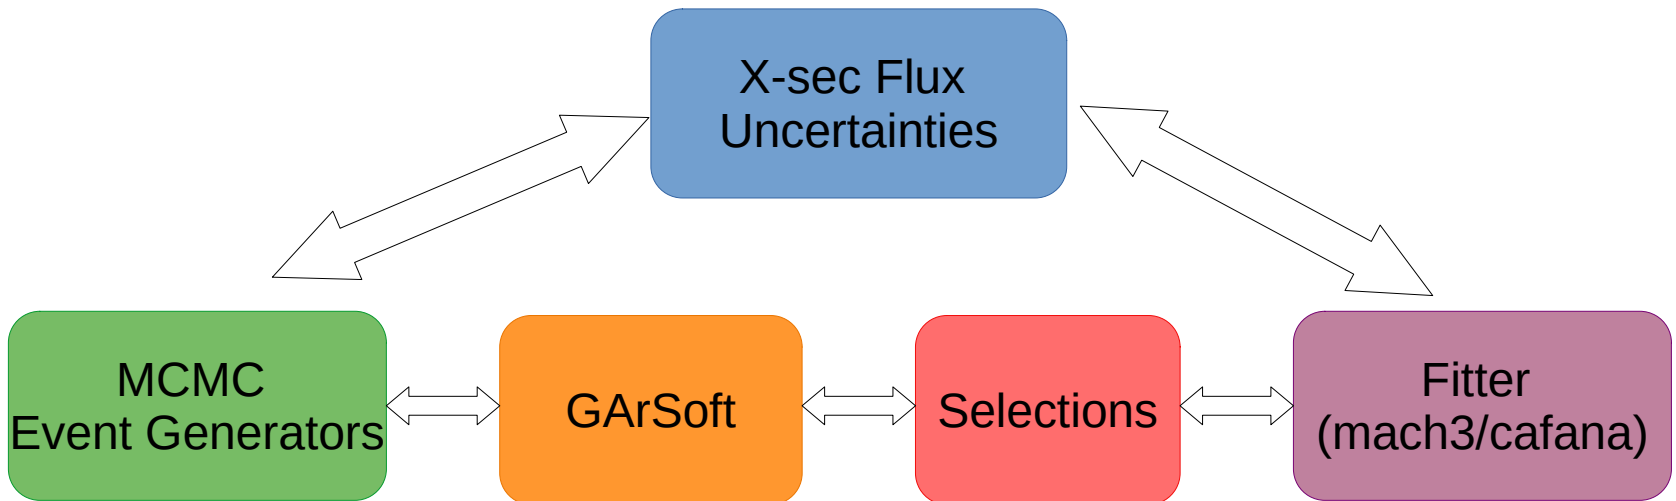 X-sec Flux
Uncertainties
MCMC
Event Generators
GArSoft
Selections
Fitter
(mach3/cafana)